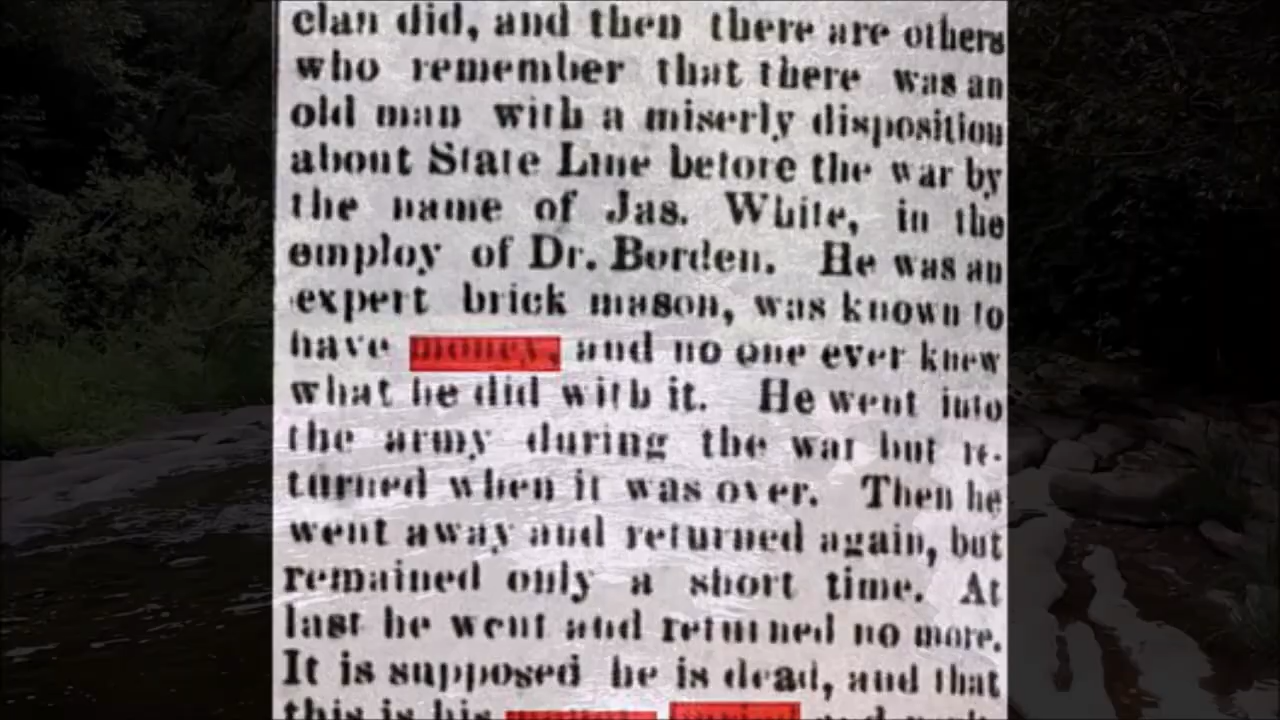 clan did, and then there are others
who remember that there was an
old man with a miserly disposition
about State Line before the war by
the name of Jas. White, in the
employ of Dr. Borden. He was an
expert brick mason, was known to
have money, and no one ever knew
what he did with it. He went into
the army during the war but re-
turned when it was over. Then he
went away and returned again, but
remained only a short time. At
last he went and returned no more.
It is supposed he is dead, and that
this is his